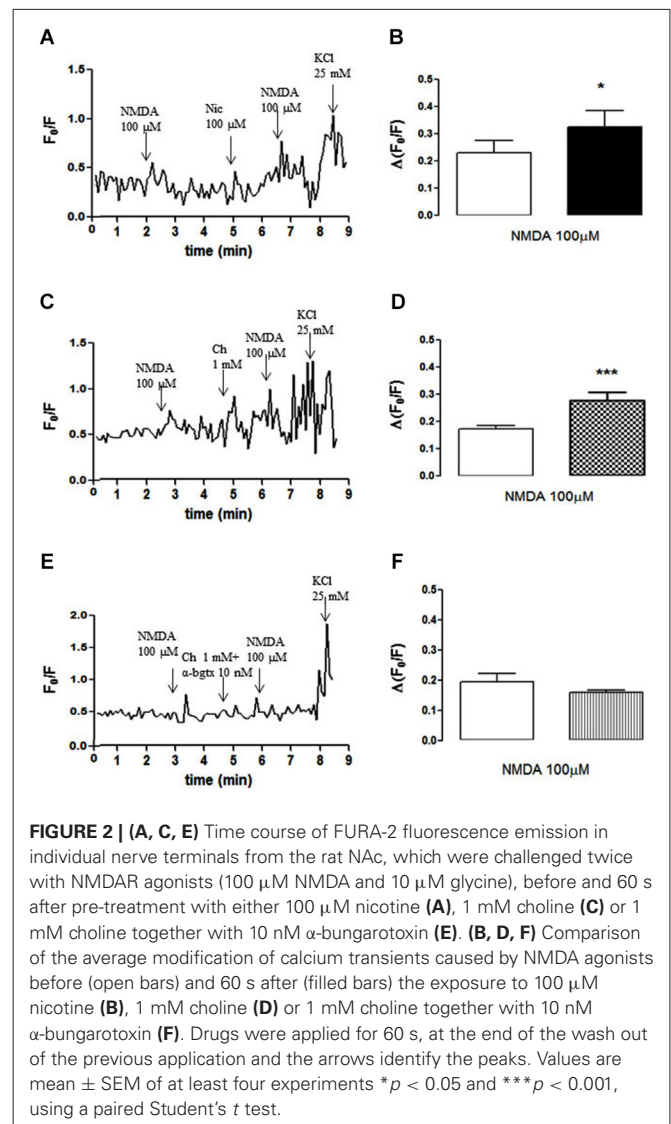 A
B
1.5
1.0
0.5
0.0
F₀/F
NMDA
100 µM
Nic
100 µM
NMDA
100 µM
KCl
25 mM
0 1 2 3 4 5 6 7 8 9
time (min)
0.5
0.4
0.3
0.2
0.1
0.0
Δ(F₀/F)
*
NMDA 100µM
C
D
1.5
1.0
0.5
0.0
F₀/F
NMDA
100 µM
Ch
1 mM
NMDA
100 µM
KCl
25 mM
0 1 2 3 4 5 6 7 8 9
time (min)
0.5
0.4
0.3
0.2
0.1
0.0
Δ(F₀/F)
***
NMDA 100µM
E
F
2.0
1.5
1.0
0.5
0.0
F₀/F
NMDA
100 µM
Ch 1 mM+
α-bgtx 10 nM
NMDA
100 µM
KCl
25 mM
0 1 2 3 4 5 6 7 8 9
time (min)
0.5
0.4
0.3
0.2
0.1
0.0
Δ(F₀/F)
NMDA 100µM
FIGURE 2 | (A, C, E) Time course of FURA-2 fluorescence emission in
individual nerve terminals from the rat NAc, which were challenged twice
with NMDAR agonists (100 µM NMDA and 10 µM glycine), before and 60 s
after pre-treatment with either 100 µM nicotine (A), 1 mM choline (C) or 1
mM choline together with 10 nM α-bungarotoxin (E). (B, D, F) Comparison
of the average modification of calcium transients caused by NMDA agonists
before (open bars) and 60 s after (filled bars) the exposure to 100 µM
nicotine (B), 1 mM choline (D) or 1 mM choline together with 10 nM
α-bungarotoxin (F). Drugs were applied for 60 s, at the end of the wash out
of the previous application and the arrows identify the peaks. Values are
mean ± SEM of at least four experiments *p < 0.05 and ***p < 0.001,
using a paired Student's t test.